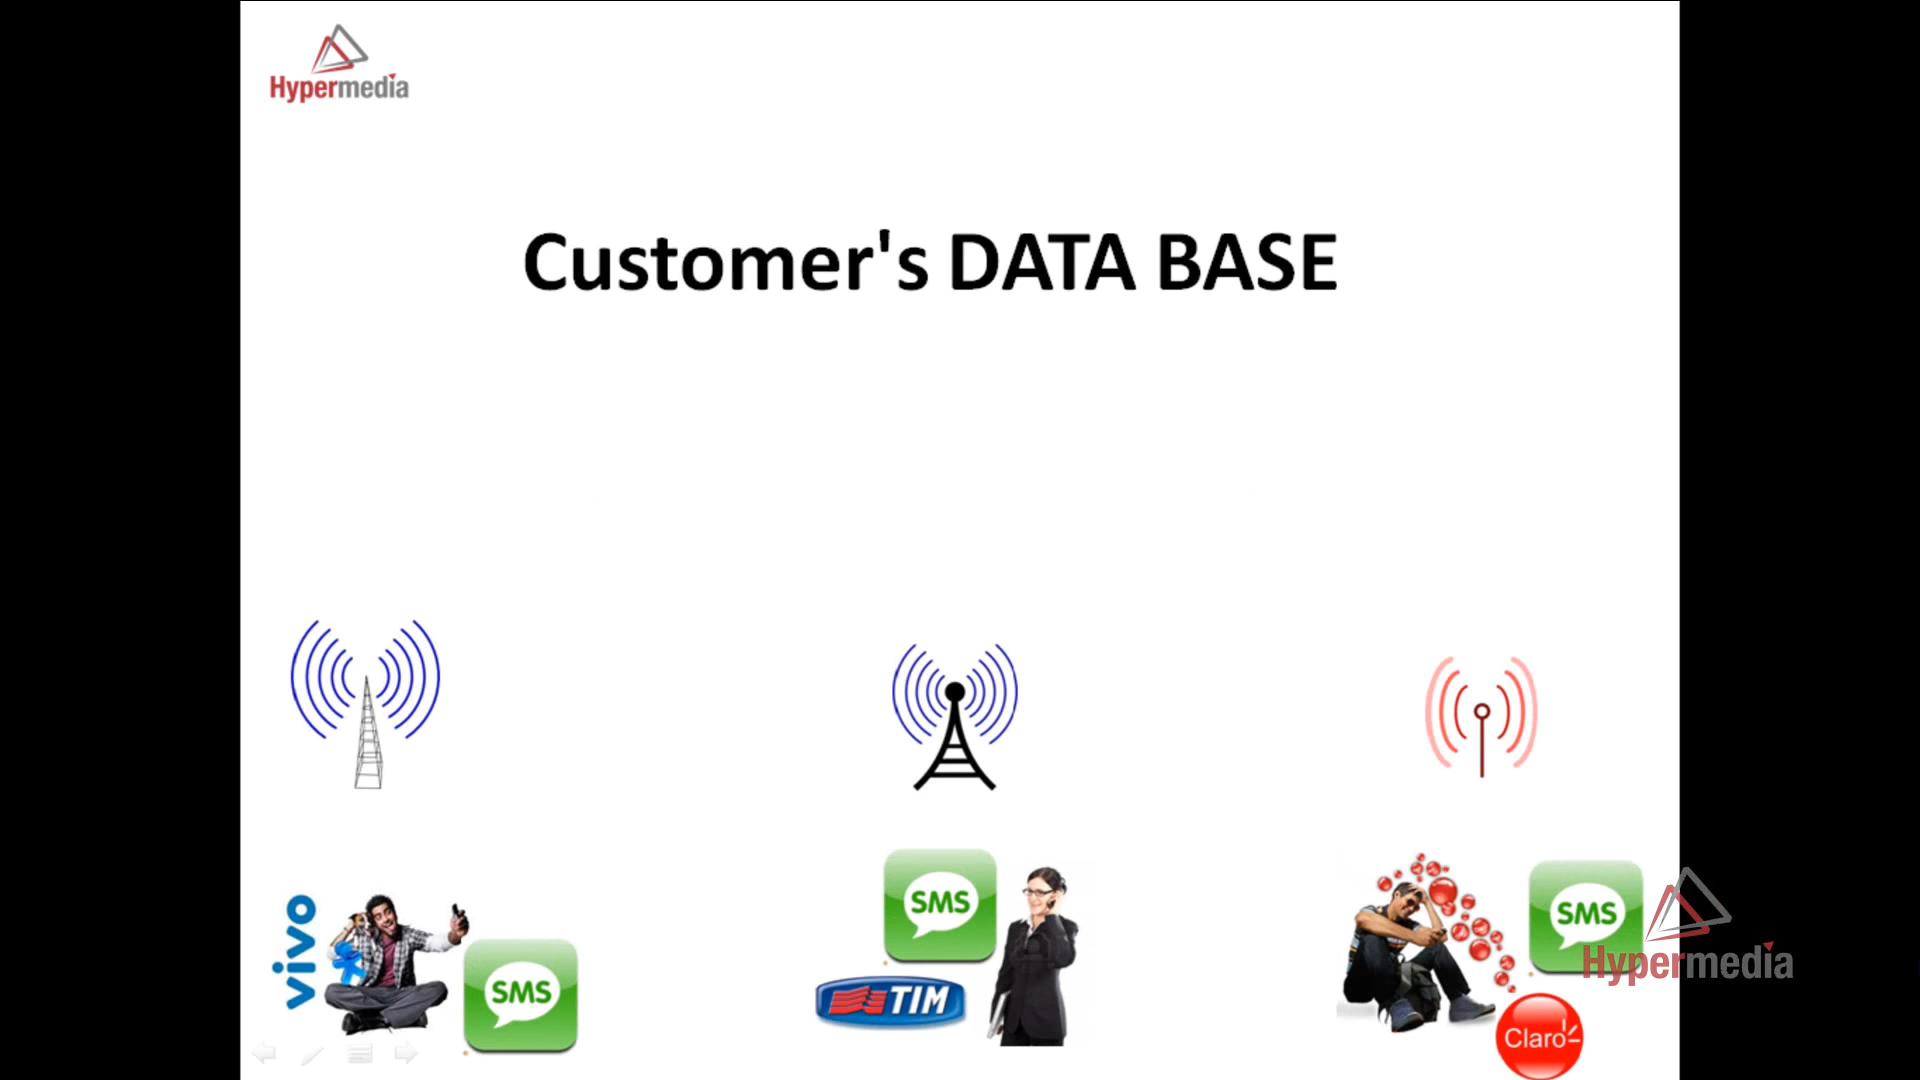 Hypermedia
Customer's DATA BASE
SMS
SMS
vivo
SMS
TIM
Hypermedia
Claro